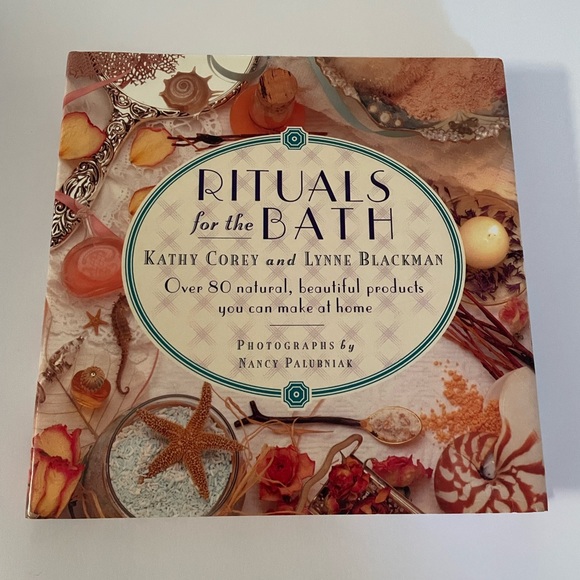 RITUALS
for the BATH
KATHY COREY and LYNNE BLACKMAN
Over 80 natural, beautiful products
you can make at home
PHOTOGRAPHS by
NANCY PALUBNIAK